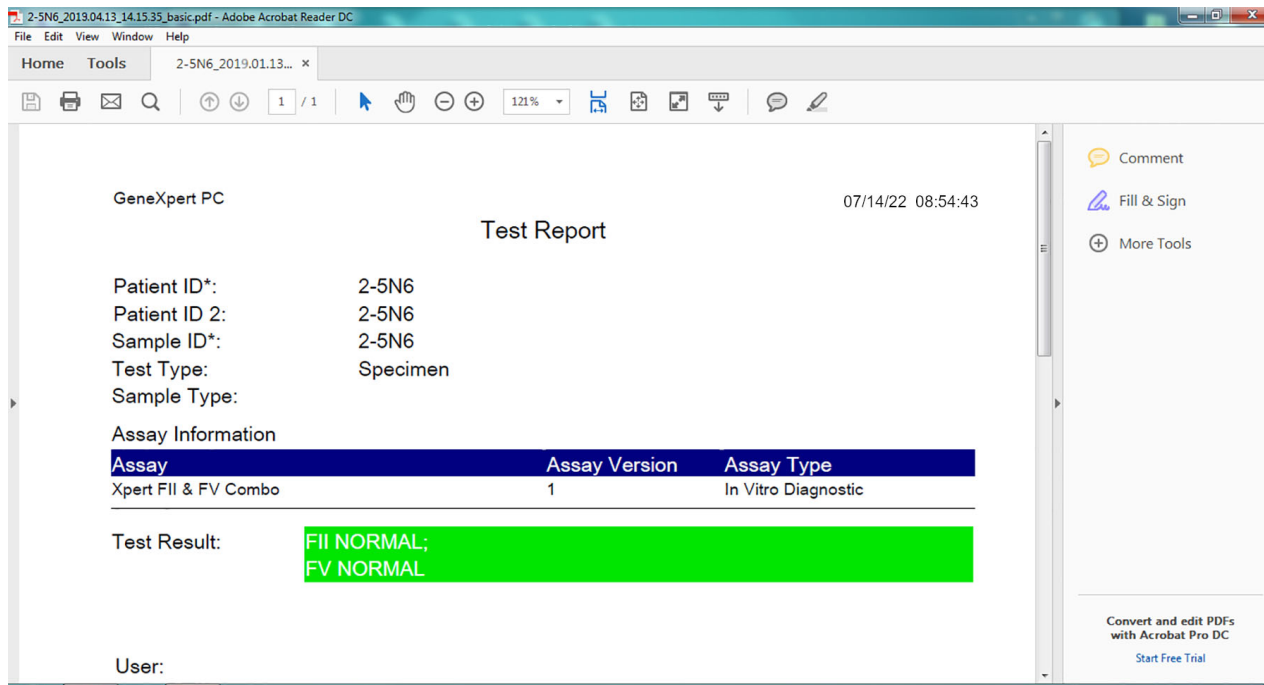 2-5N6_2019.04.13_14.15.35_basic.pdf - Adobe Acrobat Reader DC
File Edit View Window Help
Home Tools 2-5N6_2019.01.13... ×
1 / 1 121%
GeneXpert PC 07/14/22 08:54:43
Test Report
Patient ID*: 2-5N6
Patient ID 2: 2-5N6
Sample ID*: 2-5N6
Test Type: Specimen
Sample Type:
Assay Information
Assay Assay Version Assay Type
Xpert FII & FV Combo 1 In Vitro Diagnostic
Test Result: FII NORMAL;
FV NORMAL
User:
Comment
Fill & Sign
More Tools
Convert and edit PDFs
with Acrobat Pro DC
Start Free Trial